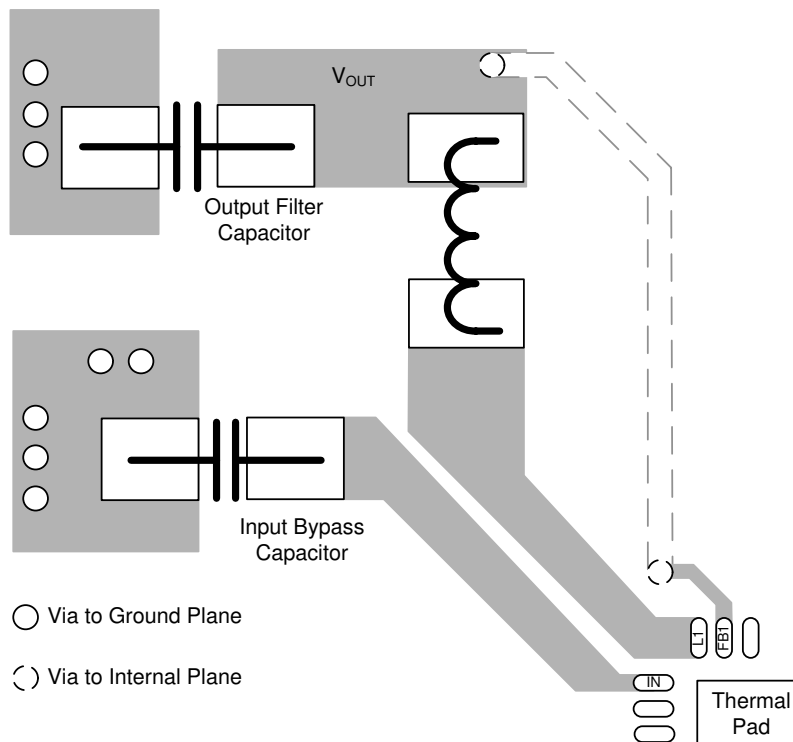 VOUT
Output Filter
Capacitor
Input Bypass
Capacitor
Via to Ground Plane
L1
FB1
Via to Internal Plane
IN
Thermal
Pad